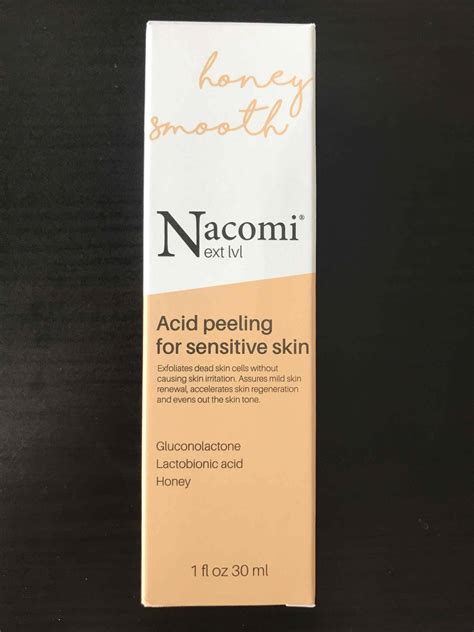 honey
smooth
Nacomi®
ext lvl
Acid peeling
for sensitive skin
Exfoliates dead skin cells without
causing skin irritation. Assures mild skin
renewal, accelerates skin regeneration
and evens out the skin tone.
Gluconolactone
Lactobionic acid
Honey
1 fl oz 30 ml